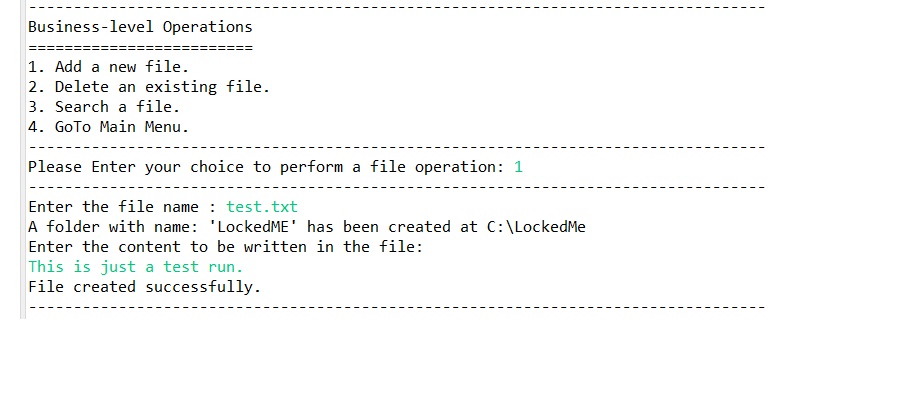 ----------------------------------------------------------------------------------
Business-level Operations
=========================
1. Add a new file.
2. Delete an existing file.
3. Search a file.
4. GoTo Main Menu.
----------------------------------------------------------------------------------
Please Enter your choice to perform a file operation: 1
----------------------------------------------------------------------------------
Enter the file name : test.txt
A folder with name: 'LockedME' has been created at C:\LockedMe
Enter the content to be written in the file:
This is just a test run.
File created successfully.
----------------------------------------------------------------------------------